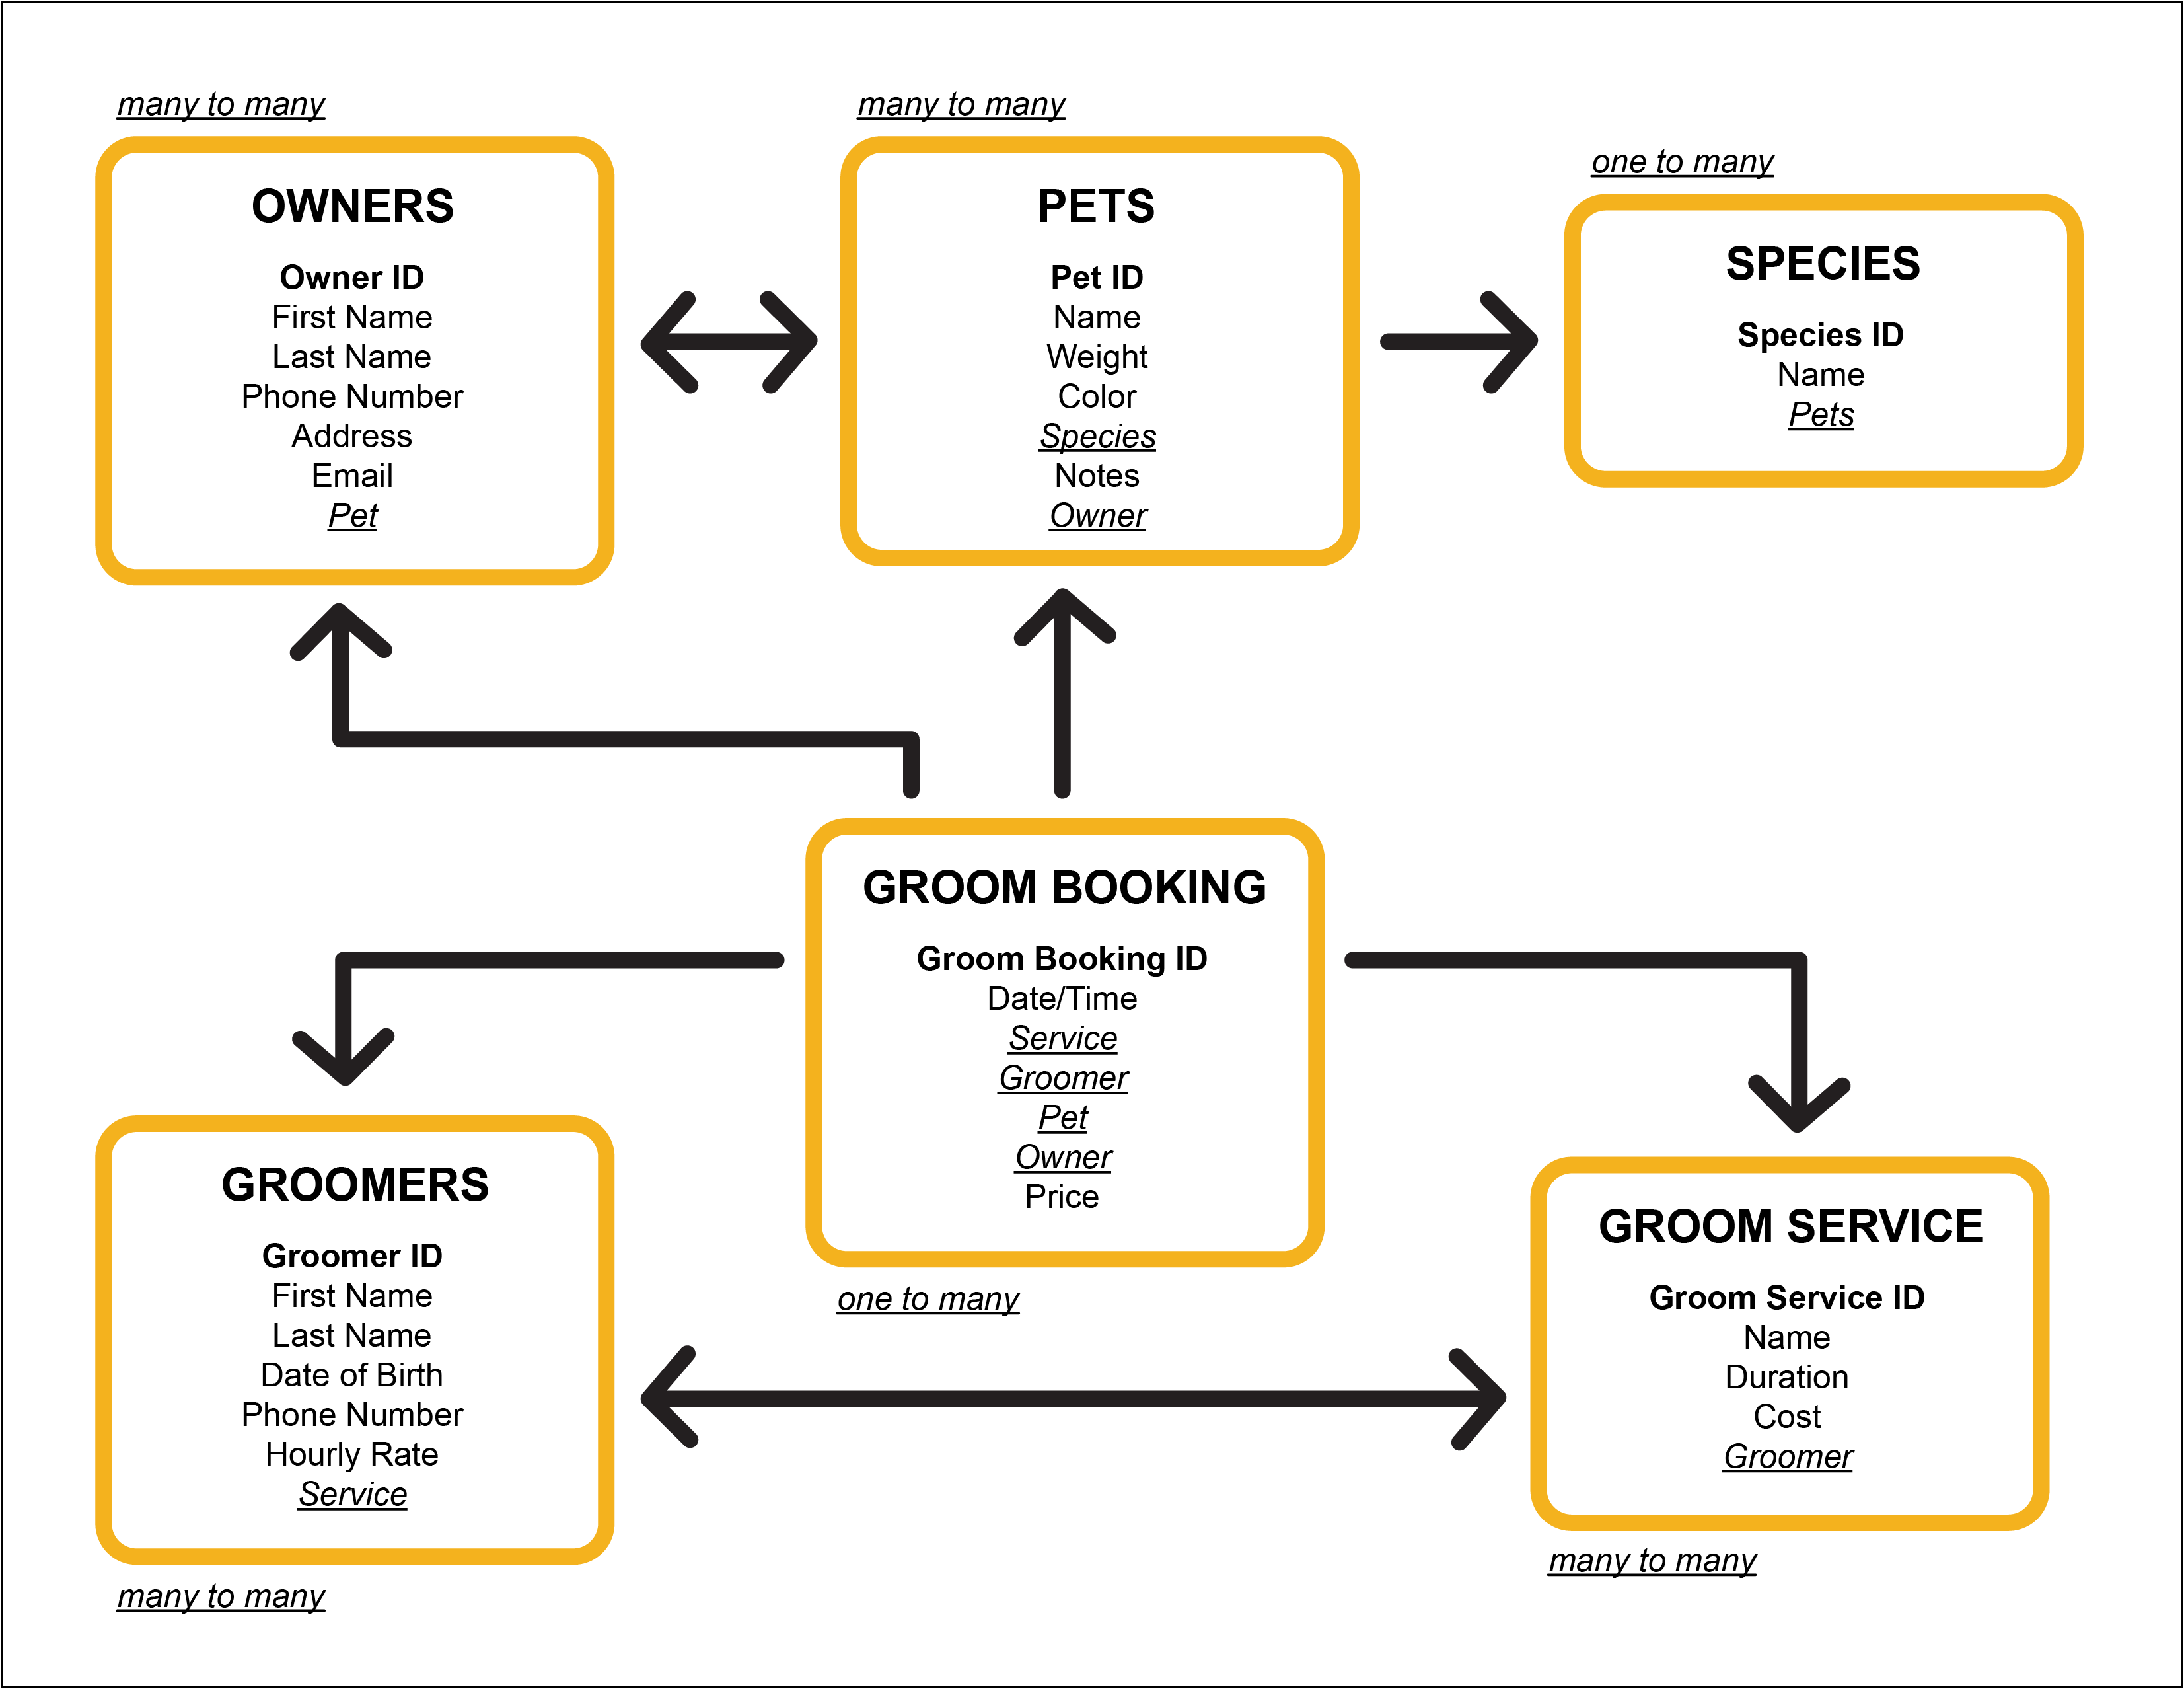 many to many
OWNERS
Owner ID
First Name
Last Name
Phone Number
Address
Email
Pet
many to many
PETS
Pet ID
Name
Weight
Color
Species
Notes
Owner
one to many
SPECIES
Species ID
Name
Pets
GROOM BOOKING
Groom Booking ID
Date/Time
Service
Groomer
Pet
Owner
Price
one to many
GROOMERS
Groomer ID
First Name
Last Name
Date of Birth
Phone Number
Hourly Rate
Service
many to many
GROOM SERVICE
Groom Service ID
Name
Duration
Cost
Groomer
many to many